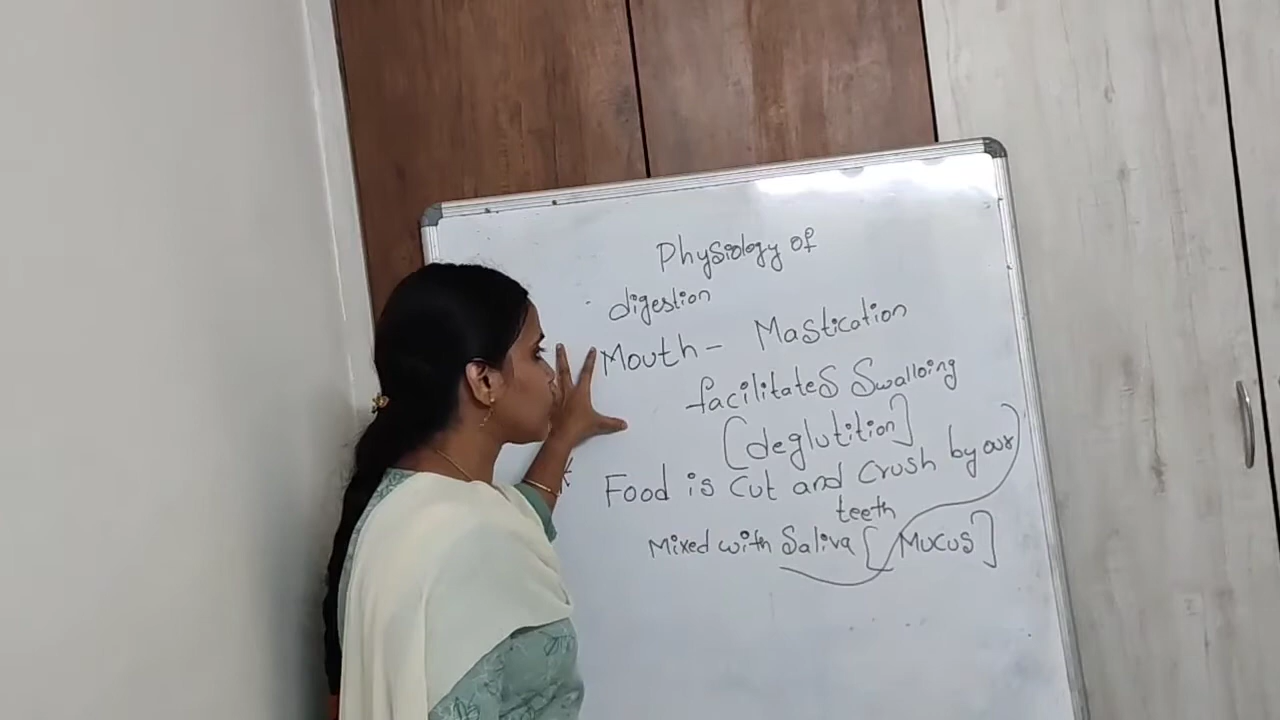 Physiology of
digestion
Mouth - Mastication
facilitates Swalloing
[deglutition]
Food is cut and crush by our
teeth
Mixed with Saliva [Mucus]